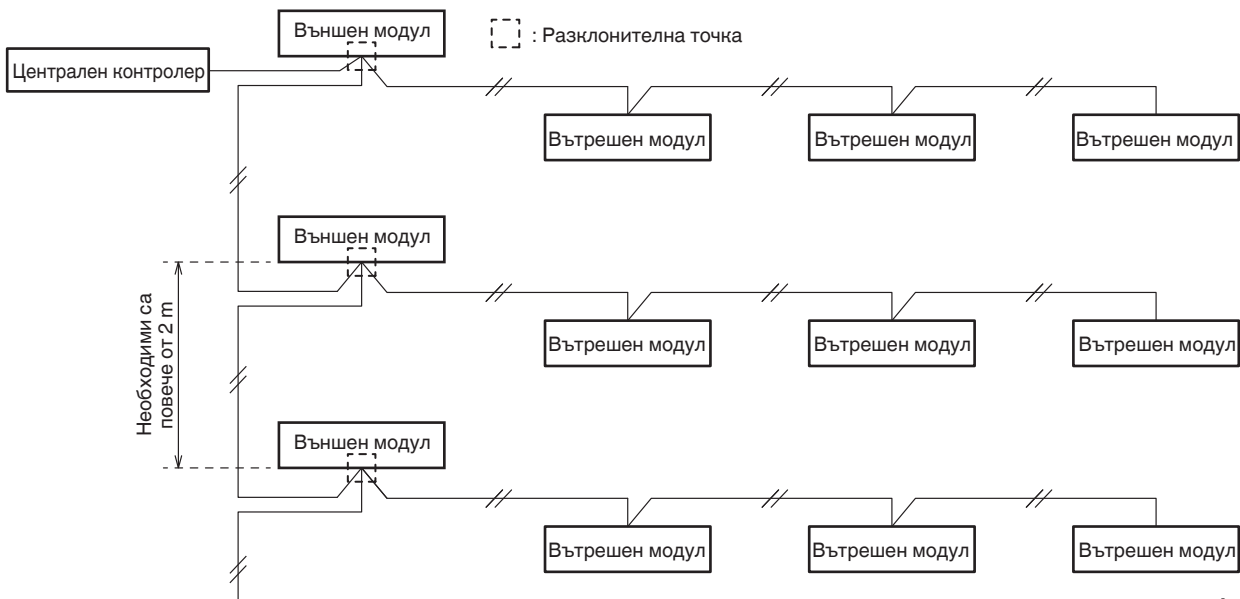 Външен модул
: Разклонителна точка
Централен контролер
Вътрешен модул
Вътрешен модул
Вътрешен модул
Външен модул
Необходими са
повече от 2 m
Вътрешен модул
Вътрешен модул
Вътрешен модул
Външен модул
Вътрешен модул
Вътрешен модул
Вътрешен модул